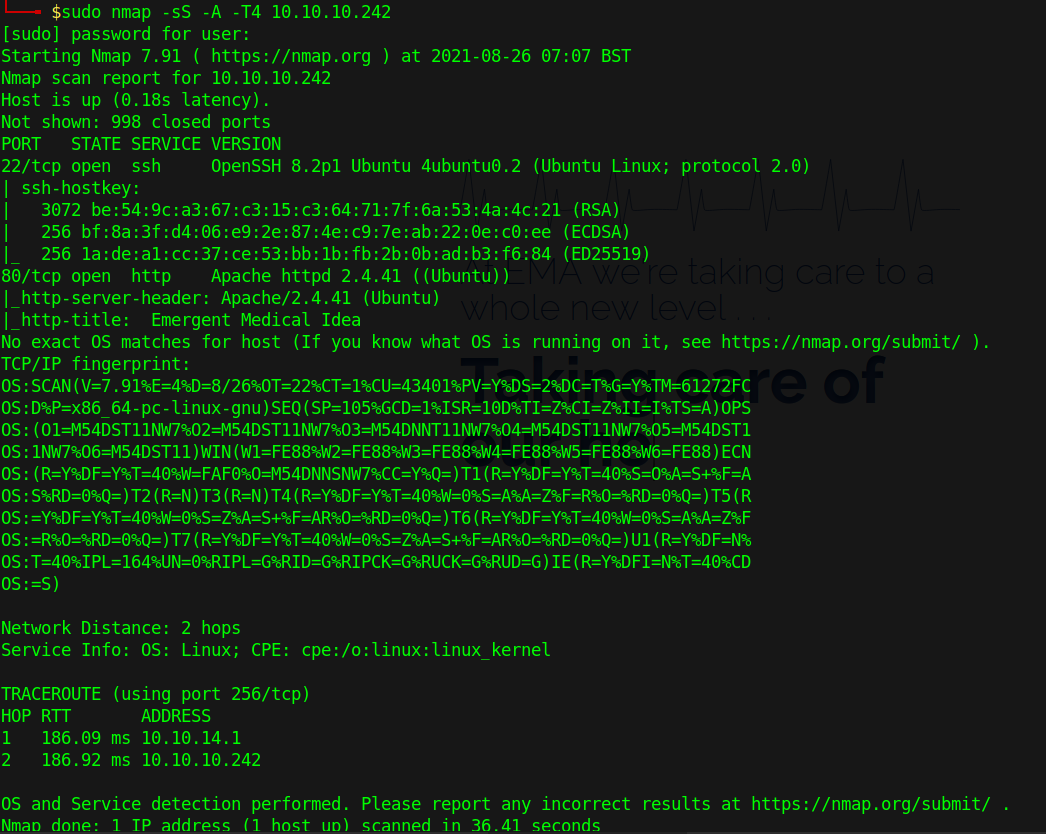 $sudo nmap -sS -A -T4 10.10.10.242
[sudo] password for user:
Starting Nmap 7.91 ( https://nmap.org ) at 2021-08-26 07:07 BST
Nmap scan report for 10.10.10.242
Host is up (0.18s latency).
Not shown: 998 closed ports
PORT   STATE SERVICE VERSION
22/tcp open  ssh     OpenSSH 8.2p1 Ubuntu 4ubuntu0.2 (Ubuntu Linux; protocol 2.0)
| ssh-hostkey:
|   3072 be:54:9c:a3:67:c3:15:c3:64:71:7f:6a:53:4a:4c:21 (RSA)
|   256 bf:8a:3f:d4:06:e9:2e:87:4e:c9:7e:ab:22:0e:c0:ee (ECDSA)
|_  256 1a:de:a1:cc:37:ce:53:bb:1b:fb:2b:0b:ad:b3:f6:84 (ED25519)
80/tcp open  http    Apache httpd 2.4.41 ((Ubuntu))
|_http-server-header: Apache/2.4.41 (Ubuntu)
|_http-title:  Emergent Medical Idea
No exact OS matches for host (If you know what OS is running on it, see https://nmap.org/submit/ ).
TCP/IP fingerprint:
OS:SCAN(V=7.91%E=4%D=8/26%OT=22%CT=1%CU=43401%PV=Y%DS=2%DC=T%G=Y%TM=61272FC
OS:D%P=x86_64-pc-linux-gnu)SEQ(SP=105%GCD=1%ISR=10D%TI=Z%CI=Z%II=I%TS=A)OPS
OS:(O1=M54DST11NW7%O2=M54DST11NW7%O3=M54DNNT11NW7%O4=M54DST11NW7%O5=M54DST1
OS:1NW7%O6=M54DST11)WIN(W1=FE88%W2=FE88%W3=FE88%W4=FE88%W5=FE88%W6=FE88)ECN
OS:(R=Y%DF=Y%T=40%W=FAF0%O=M54DNNSNW7%CC=Y%Q=)T1(R=Y%DF=Y%T=40%S=O%A=S+%F=A
OS:S%RD=0%Q=)T2(R=N)T3(R=N)T4(R=Y%DF=Y%T=40%W=0%S=A%A=Z%F=R%O=%RD=0%Q=)T5(R
OS:=Y%DF=Y%T=40%W=0%S=Z%A=S+%F=AR%O=%RD=0%Q=)T6(R=Y%DF=Y%T=40%W=0%S=A%A=Z%F
OS:=R%O=%RD=0%Q=)T7(R=Y%DF=Y%T=40%W=0%S=Z%A=S+%F=AR%O=%RD=0%Q=)U1(R=Y%DF=N%
OS:T=40%IPL=164%UN=0%RIPL=G%RID=G%RIPCK=G%RUCK=G%RUD=G)IE(R=Y%DFI=N%T=40%CD
OS:=S)
Network Distance: 2 hops
Service Info: OS: Linux; CPE: cpe:/o:linux:linux_kernel
TRACEROUTE (using port 256/tcp)
HOP RTT       ADDRESS
1   186.09 ms 10.10.14.1
2   186.92 ms 10.10.10.242
OS and Service detection performed. Please report any incorrect results at https://nmap.org/submit/ .
Nmap done: 1 IP address (1 host up) scanned in 36.41 seconds
EMA we're taking care to a
whole new level . . .
Taking care of